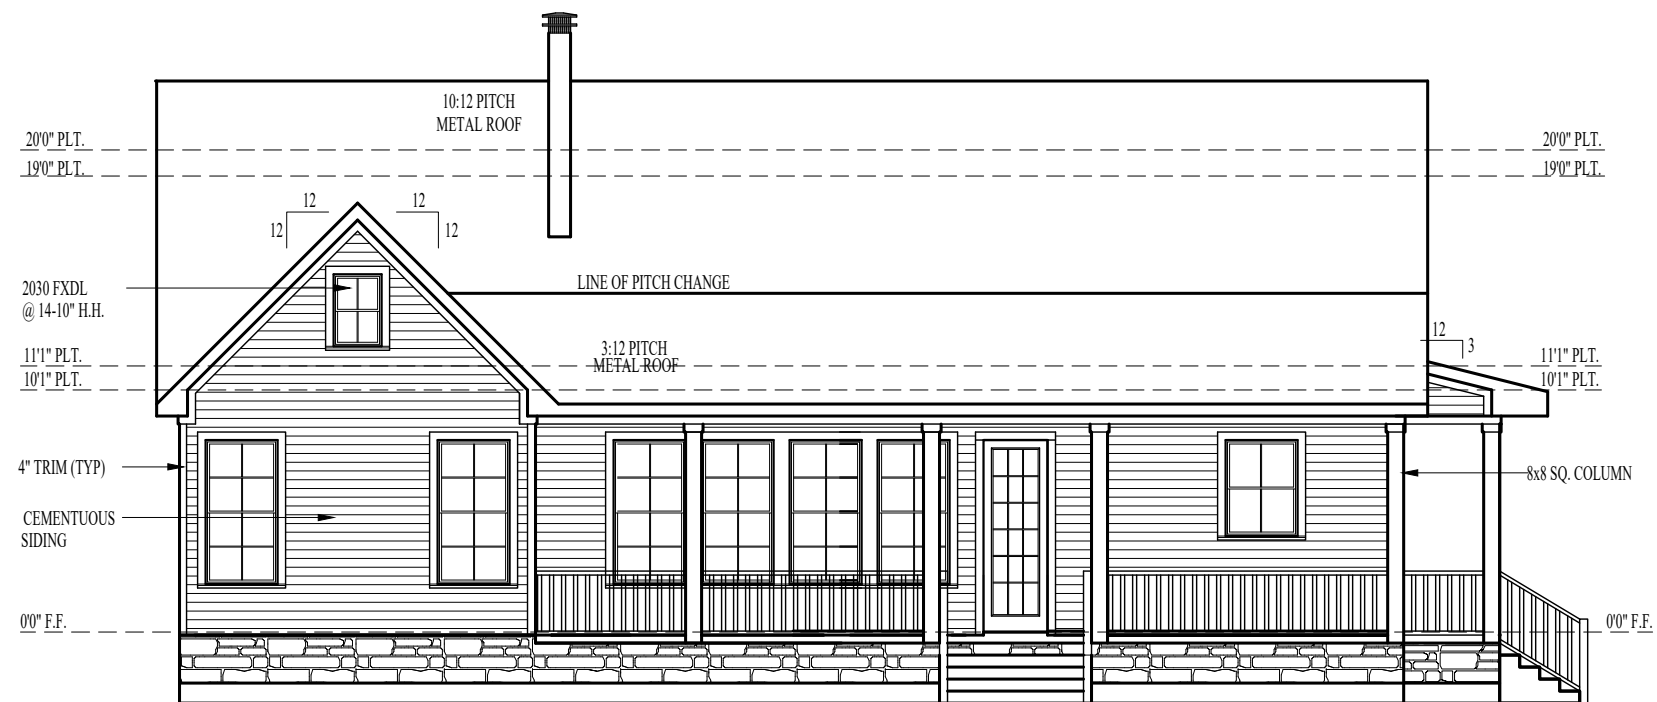 10:12 PITCH
METAL ROOF
20'0" PLT.
20'0" PLT.
19'0" PLT.
19'0" PLT.
12
12
12
12
2030 FXDL
@ 14-10" H.H.
LINE OF PITCH CHANGE
12
3
3:12 PITCH
METAL ROOF
11'1" PLT.
11'1" PLT.
10'1" PLT.
10'1" PLT.
4" TRIM (TYP)
8x8 SQ. COLUMN
CEMENTUOUS
SIDING
0'0" F.F.
0'0" F.F.